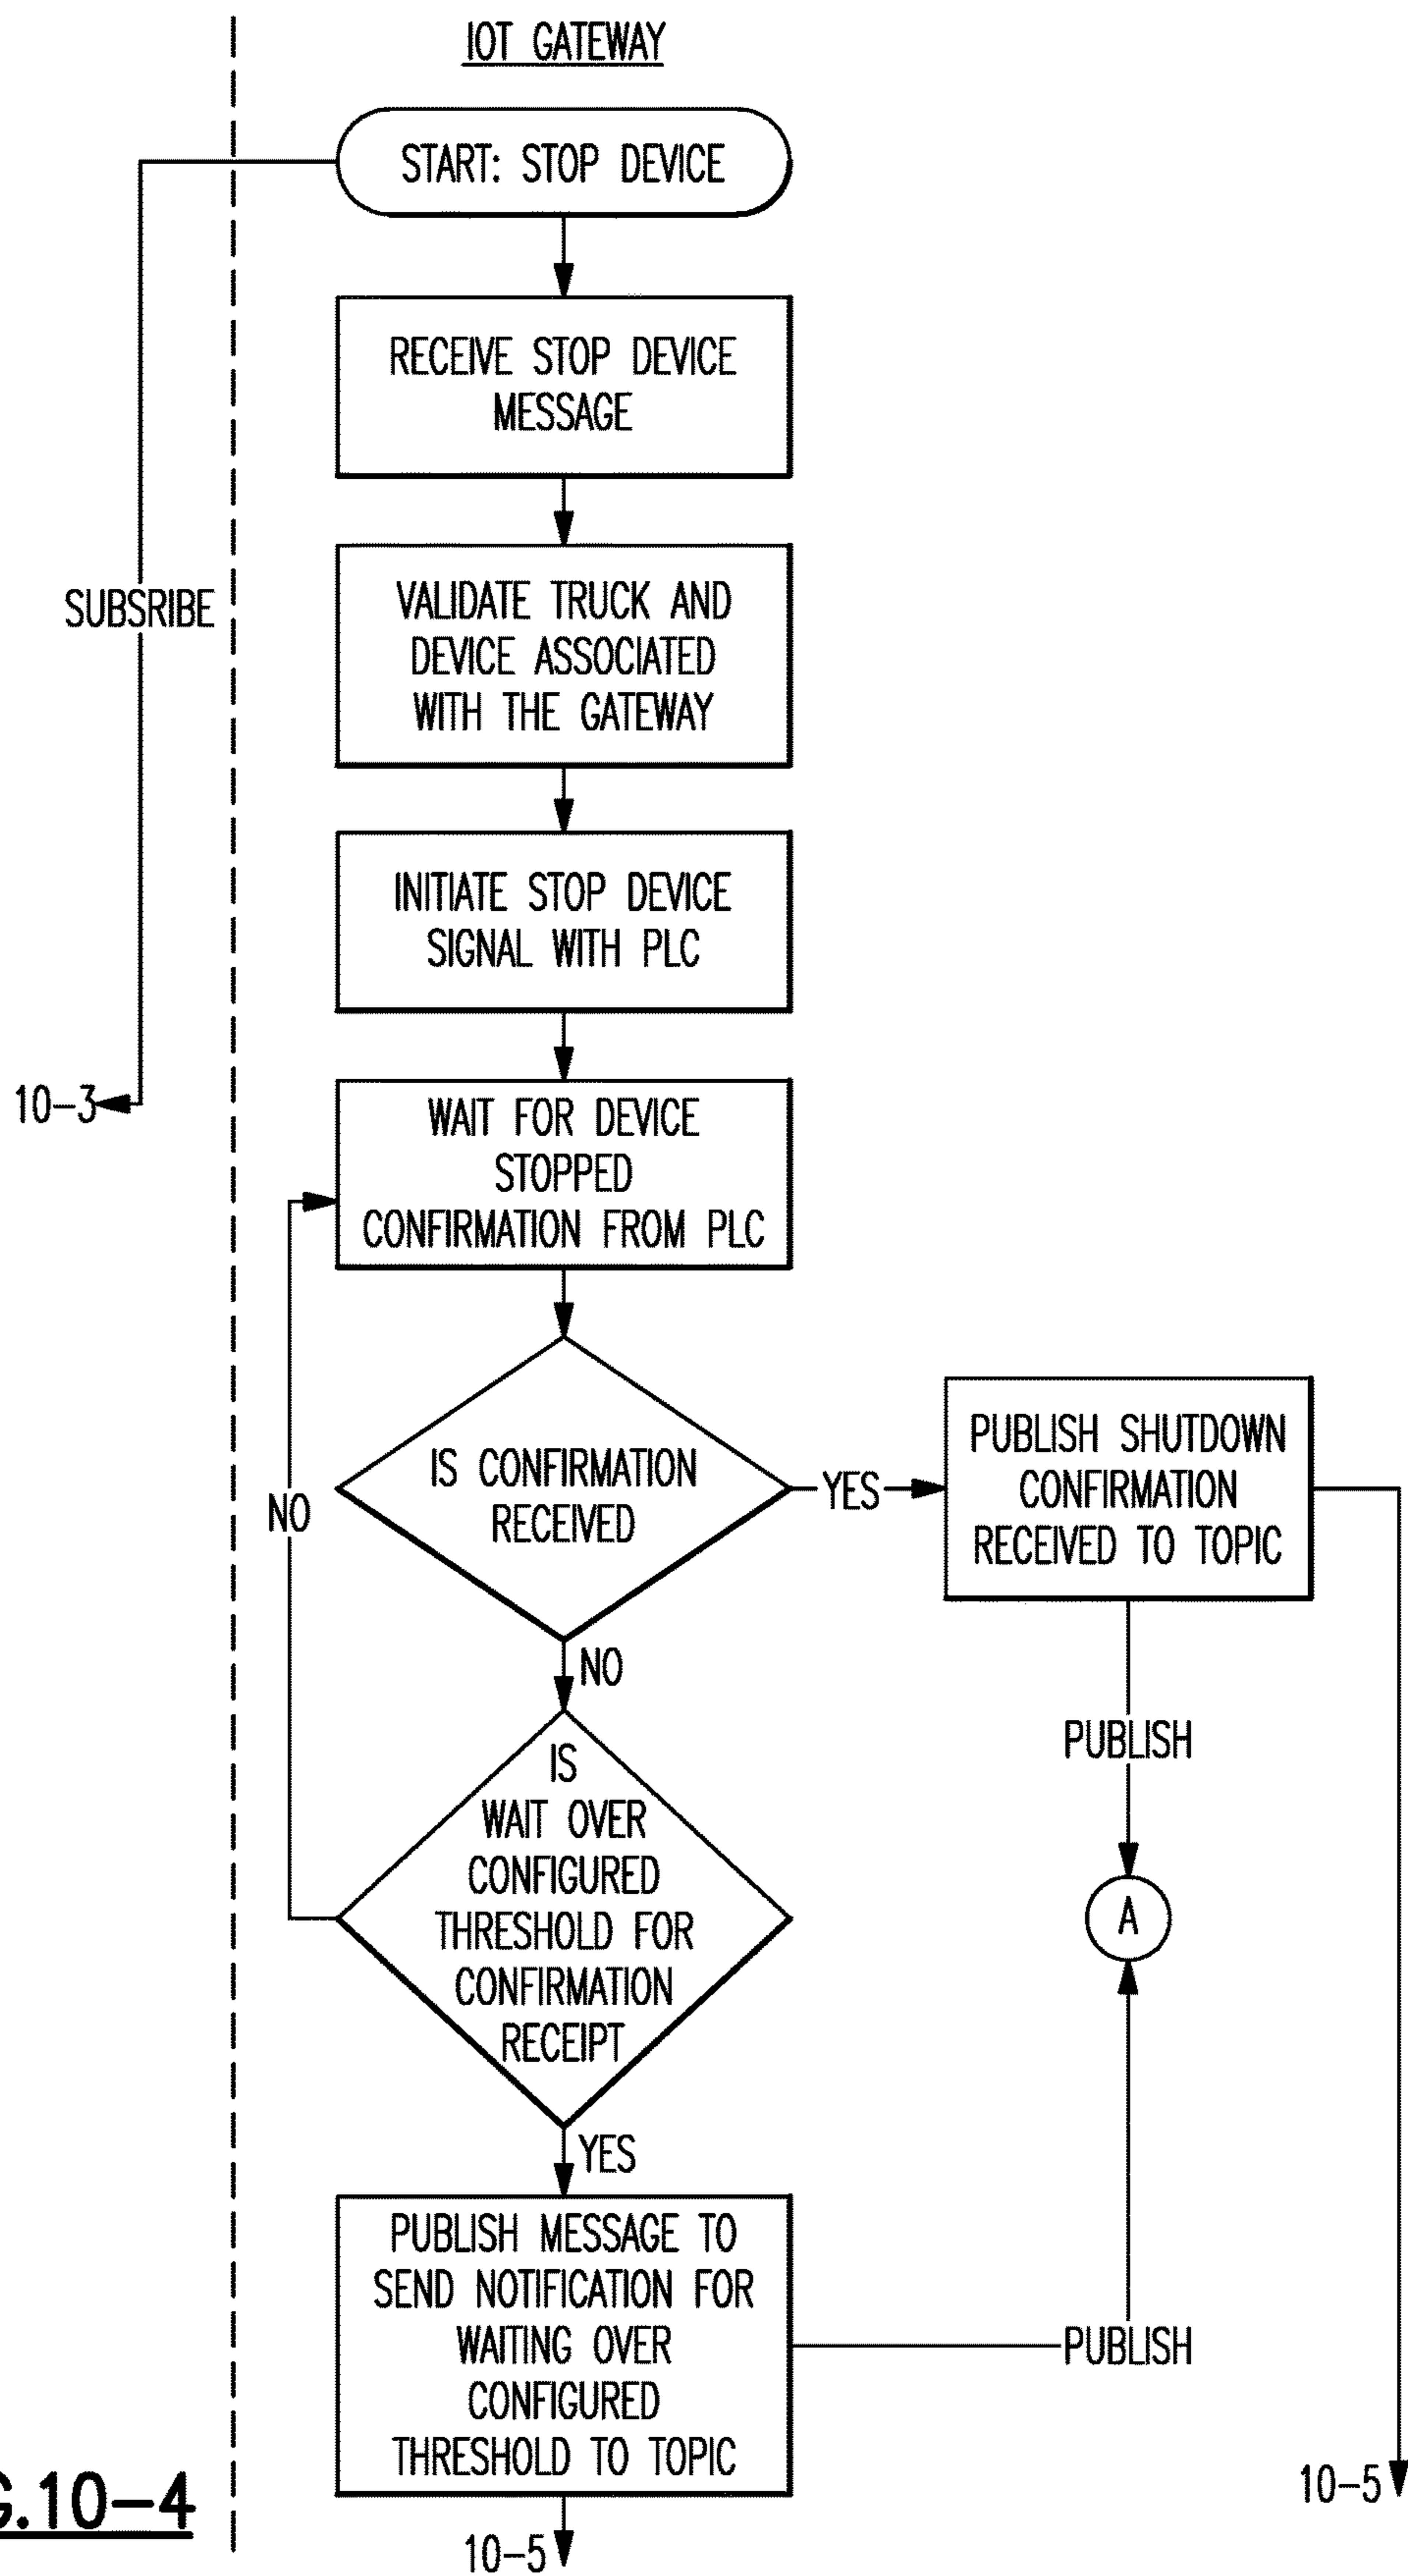 IOT GATEWAY
START: STOP DEVICE
RECEIVE STOP DEVICE
MESSAGE
VALIDATE TRUCK AND
DEVICE ASSOCIATED
WITH THE GATEWAY
SUBSRIBE
INITIATE STOP DEVICE
SIGNAL WITH PLC
10-3
WAIT FOR DEVICE
STOPPED
CONFIRMATION FROM PLC
IS CONFIRMATION
RECEIVED
YES
PUBLISH SHUTDOWN
CONFIRMATION
RECEIVED TO TOPIC
NO
NO
PUBLISH
IS
WAIT OVER
CONFIGURED
THRESHOLD FOR
CONFIRMATION
RECEIPT
A
YES
PUBLISH MESSAGE TO
SEND NOTIFICATION FOR
WAITING OVER
CONFIGURED
THRESHOLD TO TOPIC
PUBLISH
10-5
G.10-4
10-5